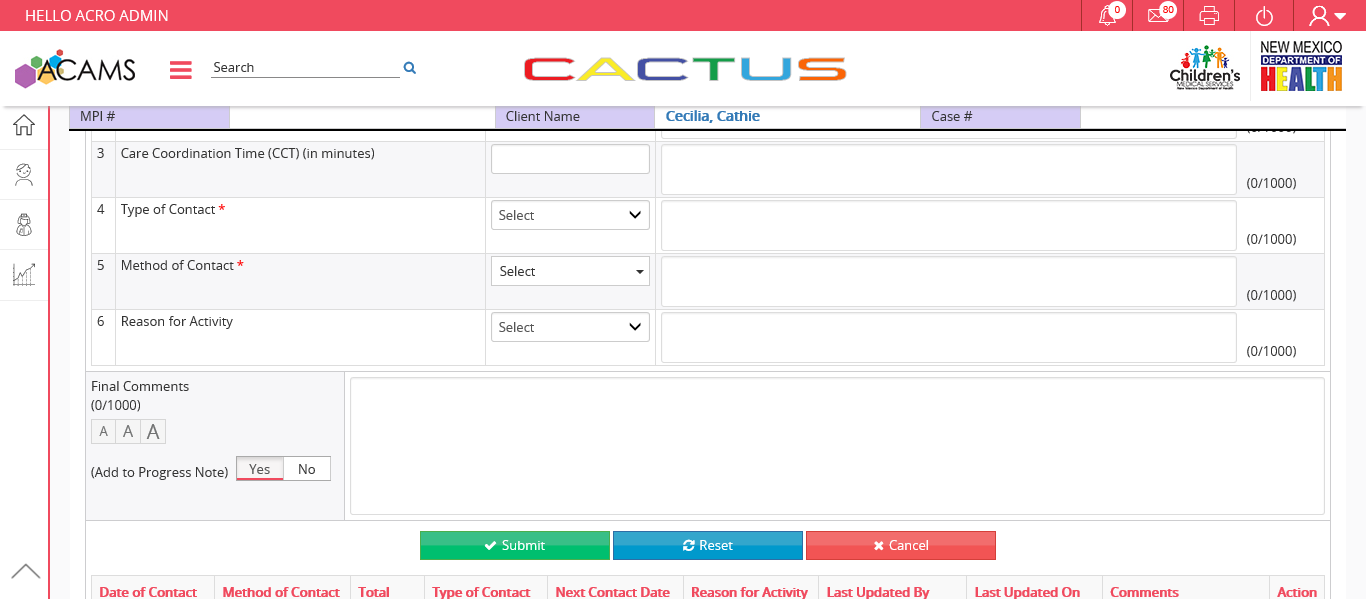 HELLO ACRO ADMIN
0
80
ACAMS
Search
CACTUS
Children's
MEDICAL SERVICES
New Mexico Department of Health
NEW MEXICO
DEPARTMENT OF
HEALTH
MPI #
Client Name
Cecilia, Cathie
Case #
(0/1000)
3
Care Coordination Time (CCT) (in minutes)
(0/1000)
4
Type of Contact *
Select
(0/1000)
5
Method of Contact *
Select
(0/1000)
6
Reason for Activity
Select
(0/1000)
Final Comments
(0/1000)
A A A
(Add to Progress Note) Yes No
Submit Reset Cancel
Date of Contact Method of Contact Total Type of Contact Next Contact Date Reason for Activity Last Updated By Last Updated On Comments Action